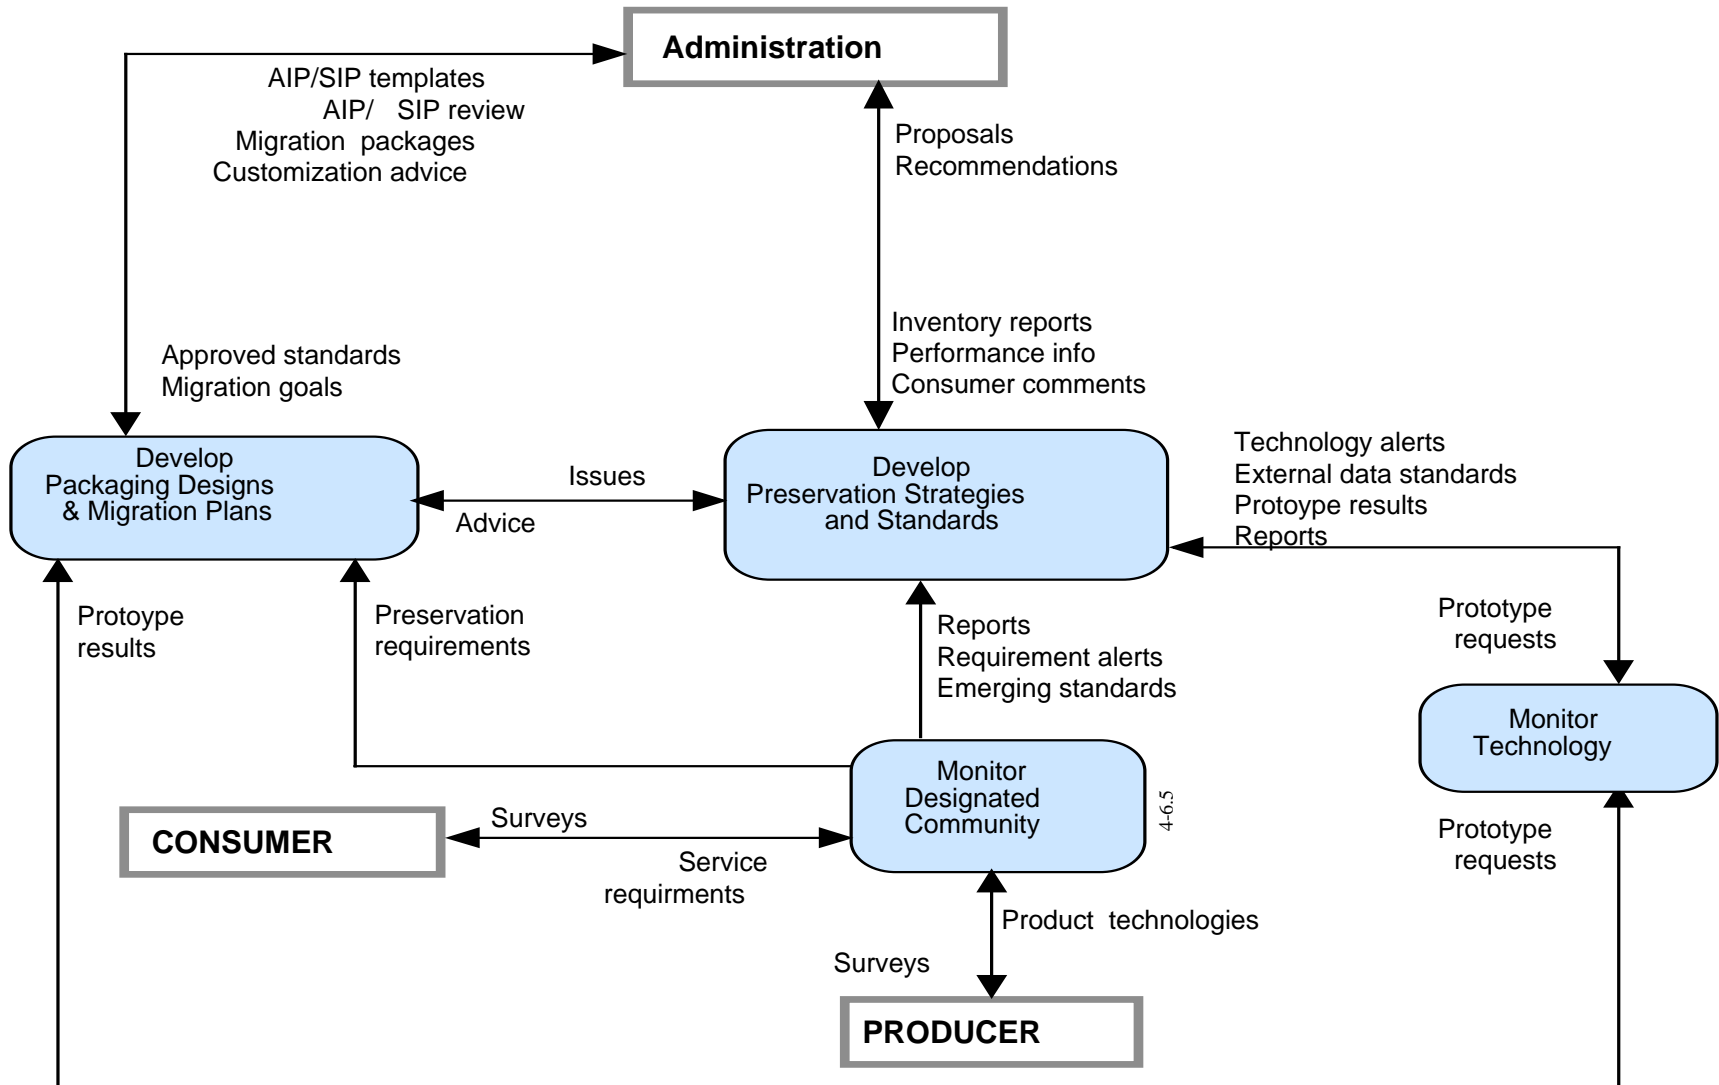 Administration
AIP/SIP templates
AIP/ SIP review
Migration packages
Customization advice
Proposals
Recommendations
Inventory reports
Performance info
Consumer comments
Approved standards
Migration goals
Develop
Packaging Designs
& Migration Plans
Issues
Advice
Develop
Preservation Strategies
and Standards
Technology alerts
External data standards
Protoype results
Reports
Protoype
results
Preservation
requirements
Reports
Requirement alerts
Emerging standards
Prototype
requests
Monitor
Technology
Monitor
Designated
Community
4-6.5
CONSUMER
Surveys
Service
requirments
Prototype
requests
Product technologies
Surveys
PRODUCER